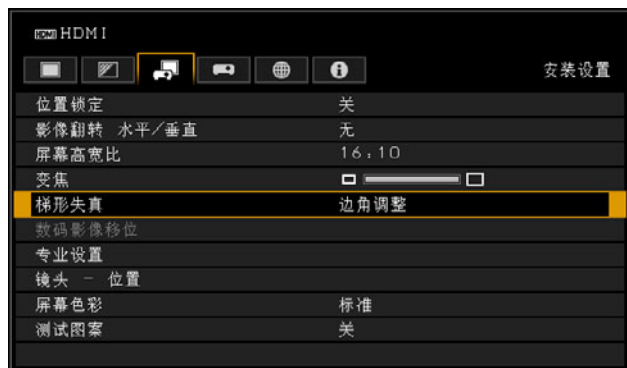 HDMI HDMI
安装设置
位置锁定 关
影像翻转 水平/垂直 无
屏幕高宽比 16:10
变焦
梯形失真 边角调整
数码影像移位
专业设置
镜头 - 位置
屏幕色彩 标准
测试图案 关